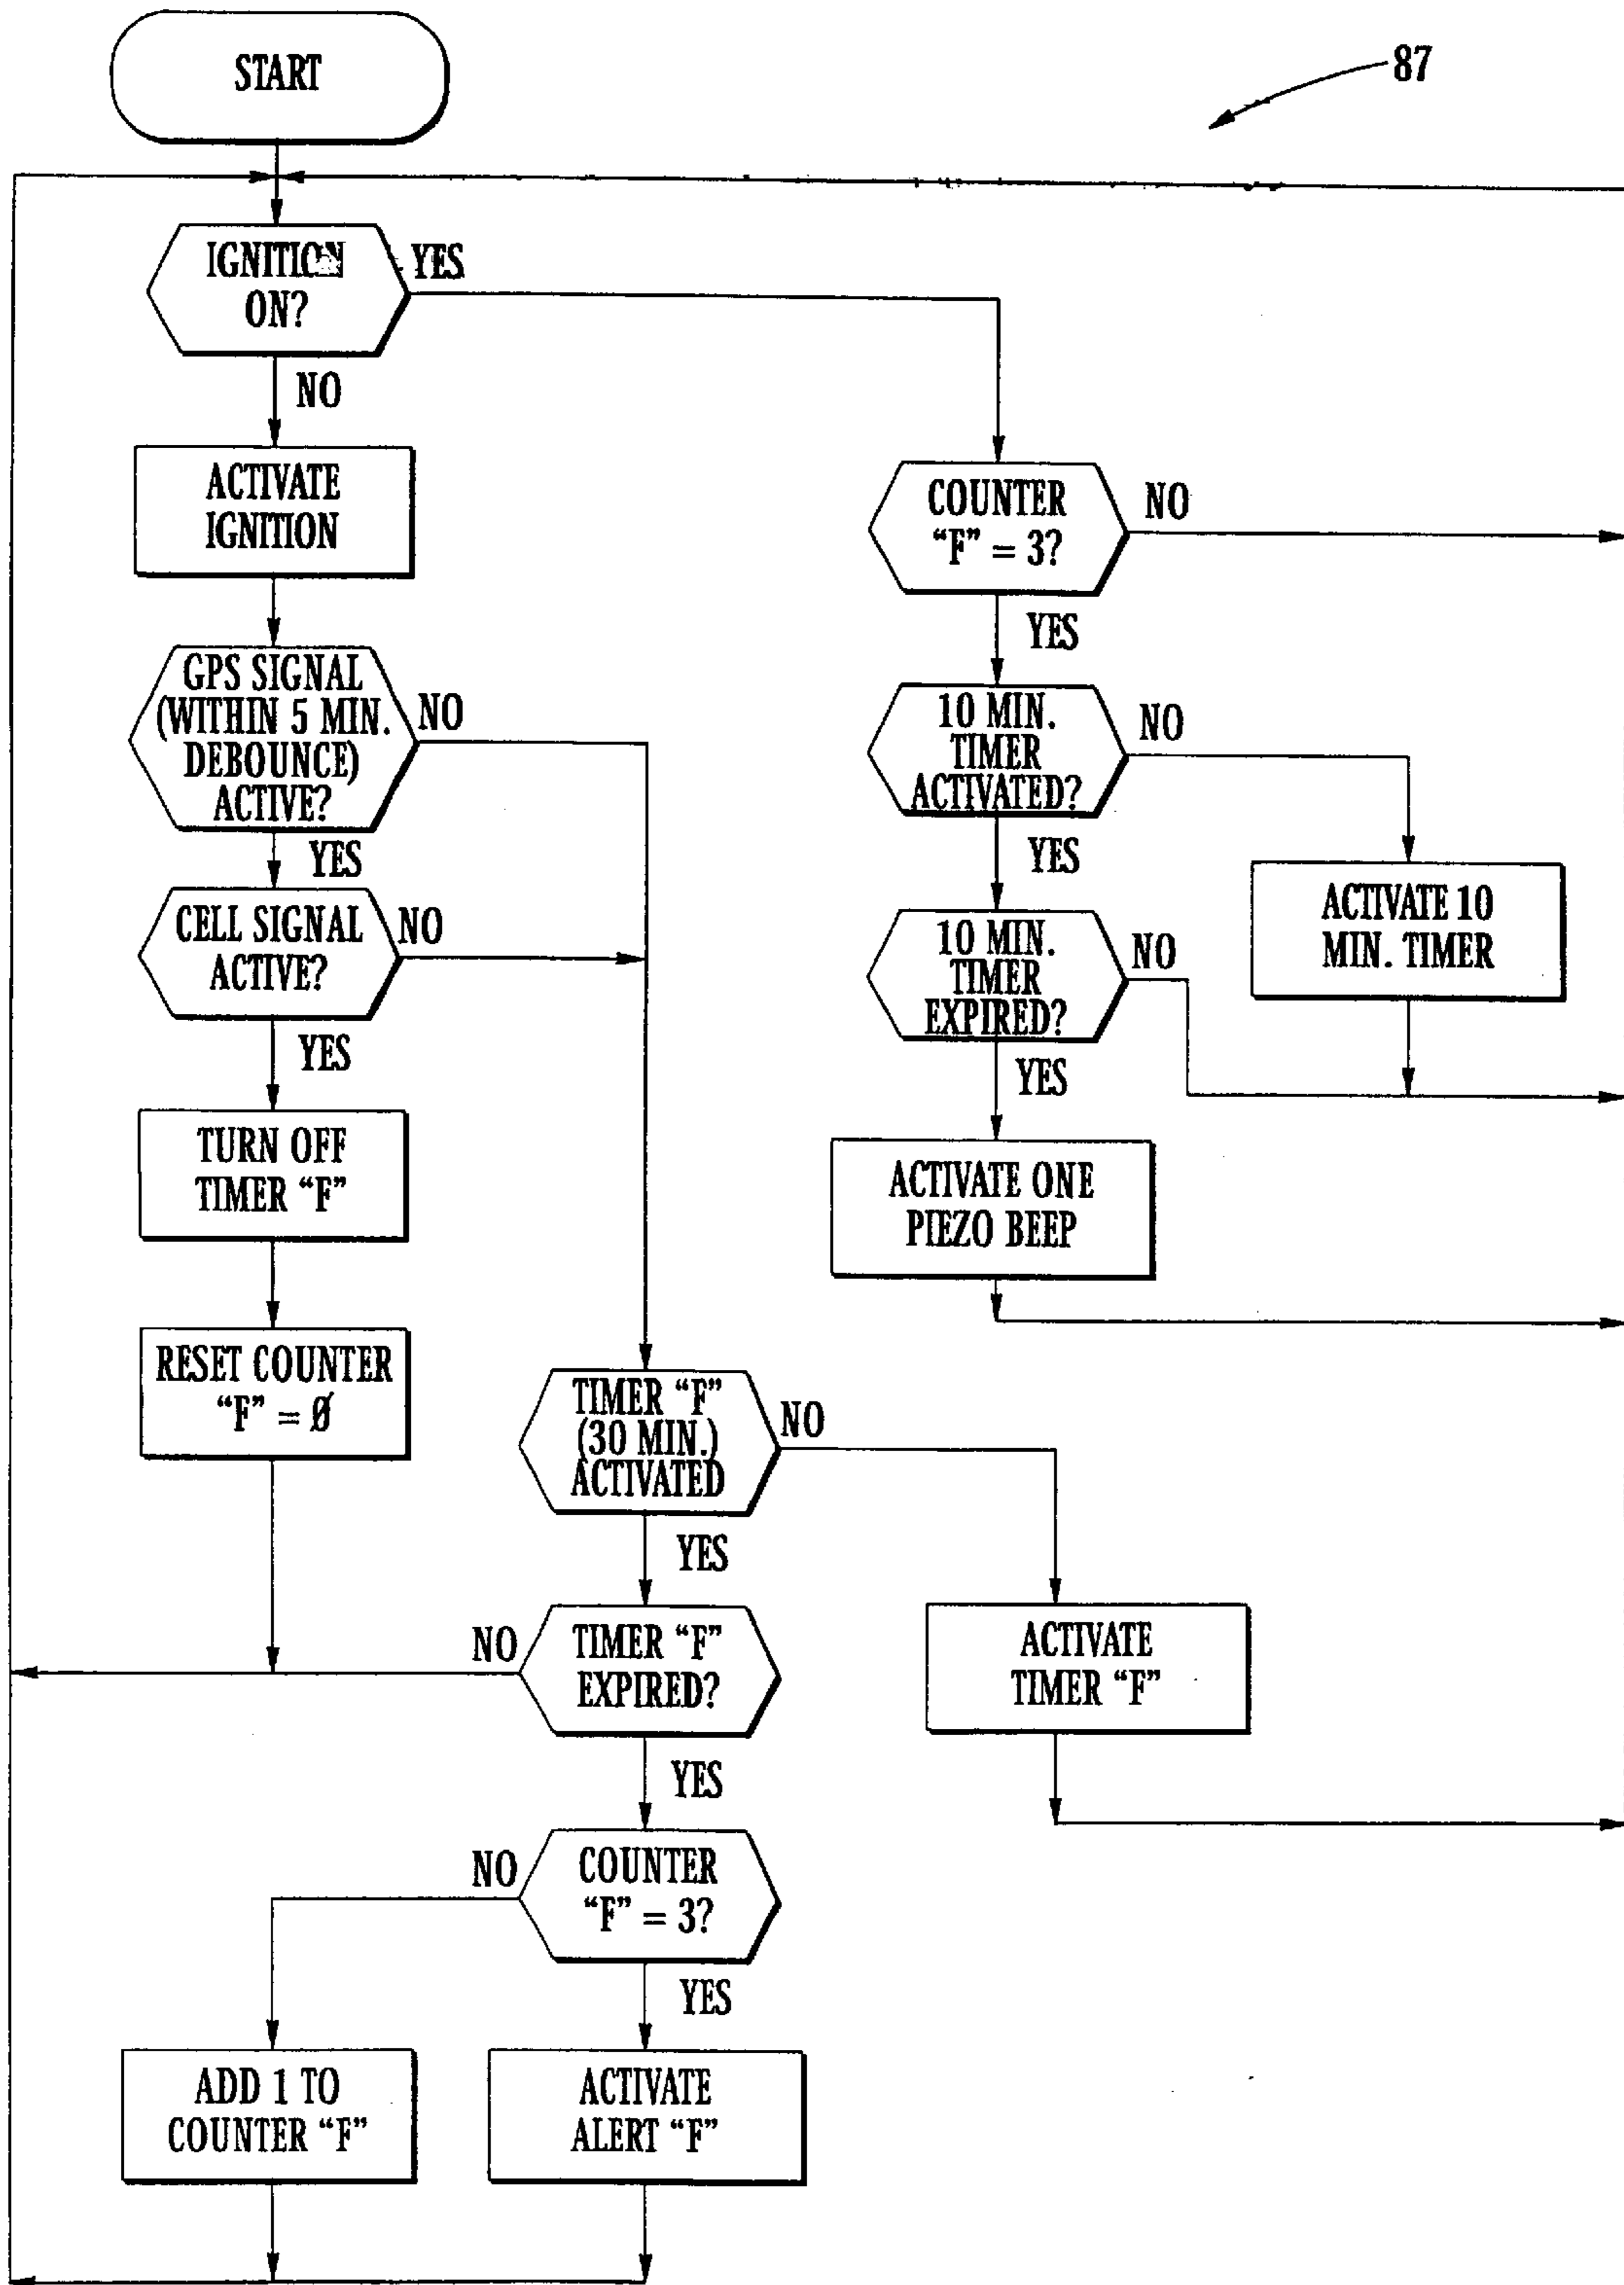 START
87
IGNITION
ON?
YES
NO
ACTIVATE
IGNITION
COUNTER
“F” = 3?
NO
YES
GPS SIGNAL
(WITHIN 5 MIN.
DEBOUNCE)
ACTIVE?
NO
YES
10 MIN.
TIMER
ACTIVATED?
NO
YES
ACTIVATE 10
MIN. TIMER
CELL SIGNAL
ACTIVE?
NO
YES
10 MIN.
TIMER
EXPIRED?
NO
YES
TURN OFF
TIMER “F”
ACTIVATE ONE
PIEZO BEEP
RESET COUNTER
“F” = Ø
TIMER “F”
(30 MIN.)
ACTIVATED
NO
YES
TIMER “F”
EXPIRED?
NO
YES
ACTIVATE
TIMER “F”
COUNTER
“F” = 3?
NO
YES
ADD 1 TO
COUNTER “F”
ACTIVATE
ALERT “F”